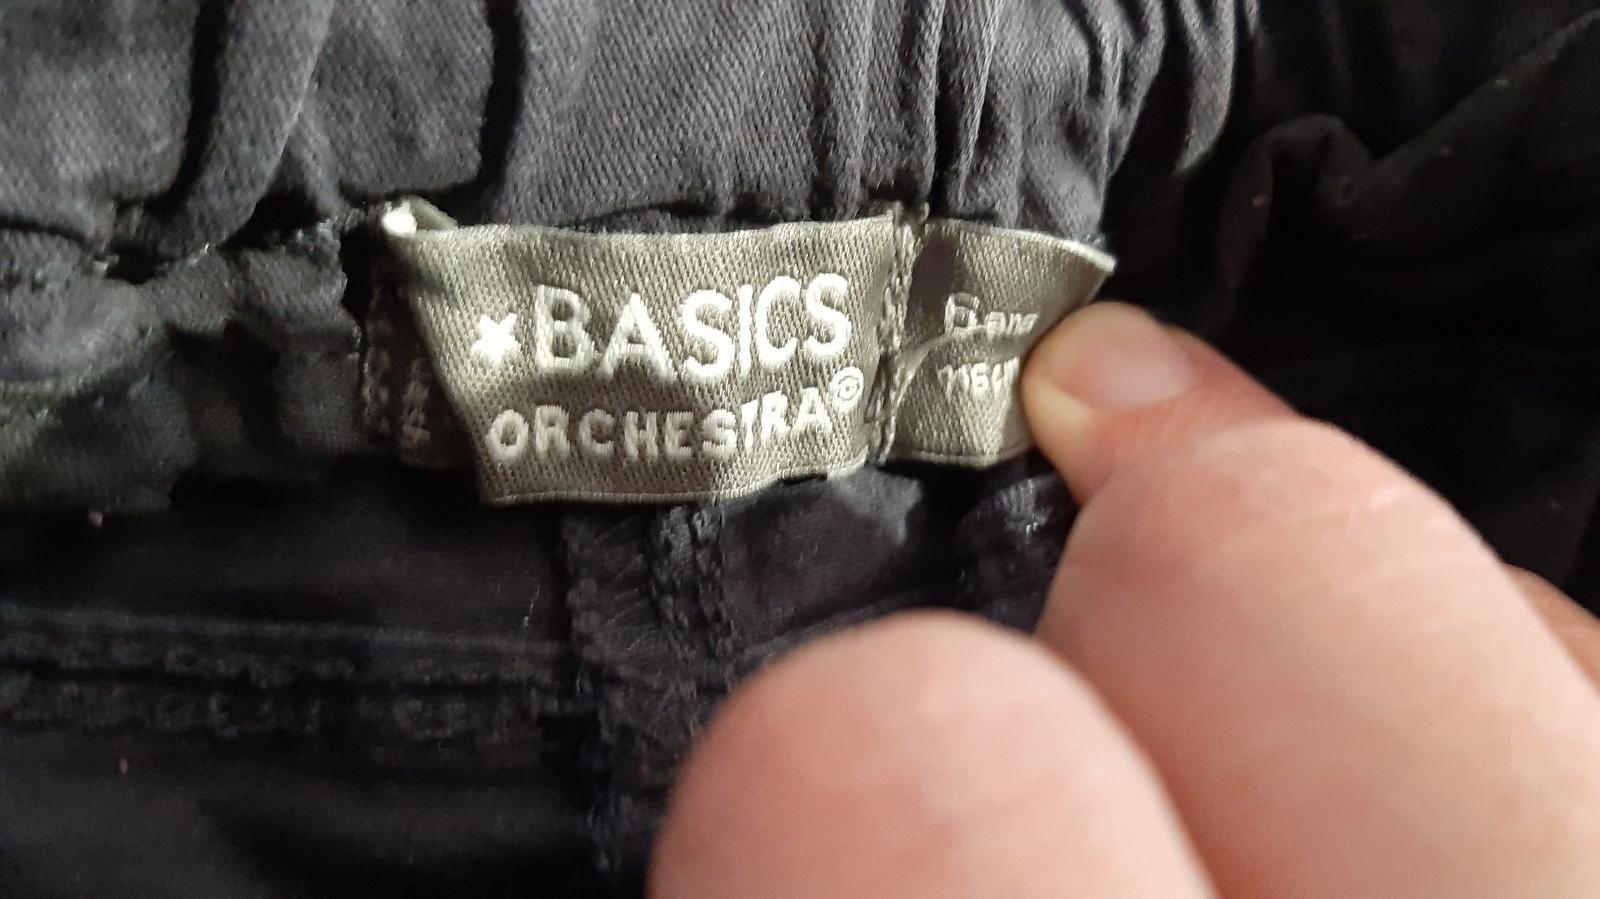 ★BASICS
ORCHESTRA®
6 ans